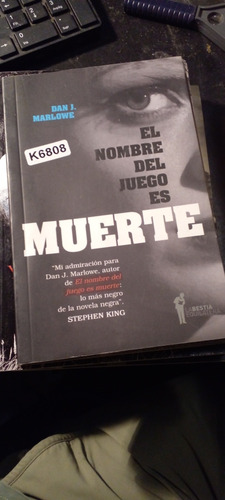 DAN J.
MARLOWE
K6808
EL
NOMBRE
DEL
JUEGO
ES
MUERTE
"Mi admiración para
Dan J. Marlowe, autor
de El nombre del
juego es muerte:
lo más negro
de la novela negra".
STEPHEN KING
BESTIA